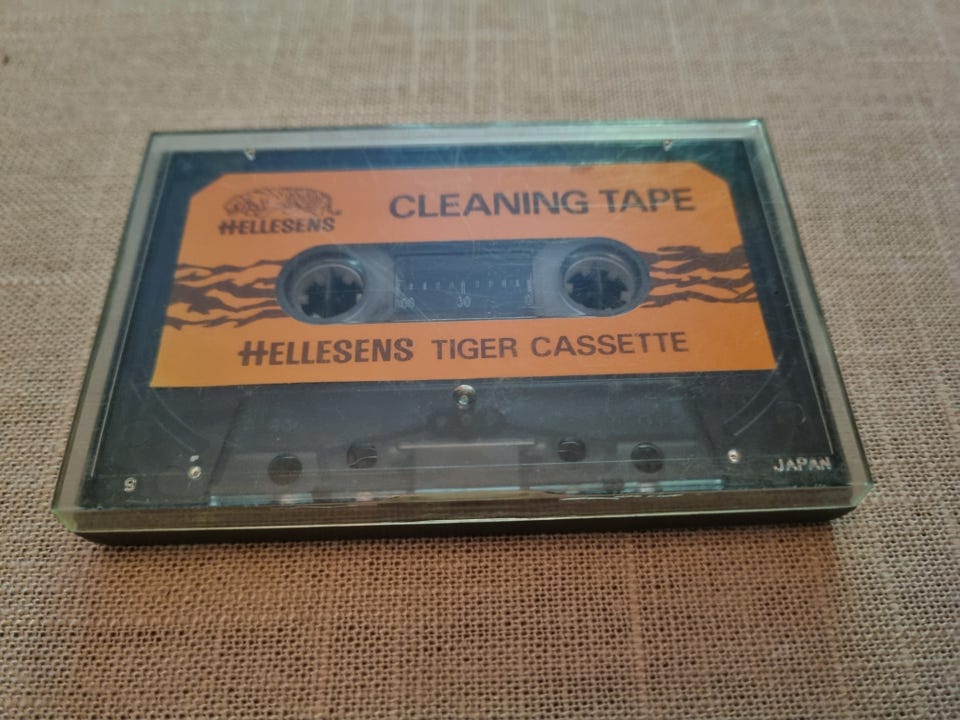 HELLESENS
CLEANING TAPE
30
HELLESENS TIGER CASSETTE
JAPAN